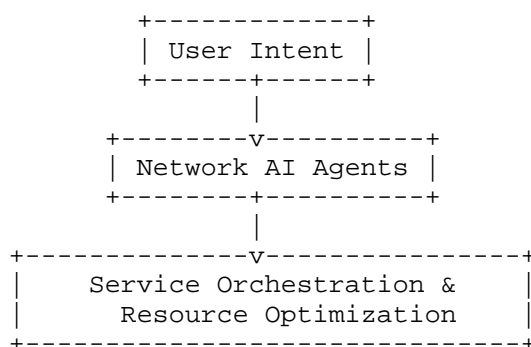 User Intent
Network AI Agents
Service Orchestration &
Resource Optimization